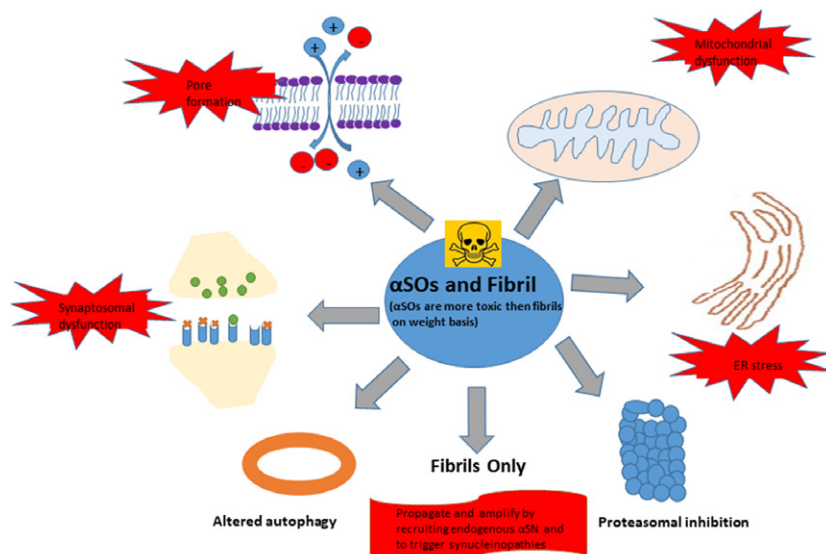 Pore
formation
Mitochondrial
dysfunction
+
-
+
-
-
+
αSOs and Fibril
(αSOs are more toxic then fibrils
on weight basis)
Synaptosomal
dysfunction
ER stress
Fibrils Only
Altered autophagy
Propagate and amplify by
recruiting endogenous αSN and
to trigger synucleinopathies
Proteasomal inhibition